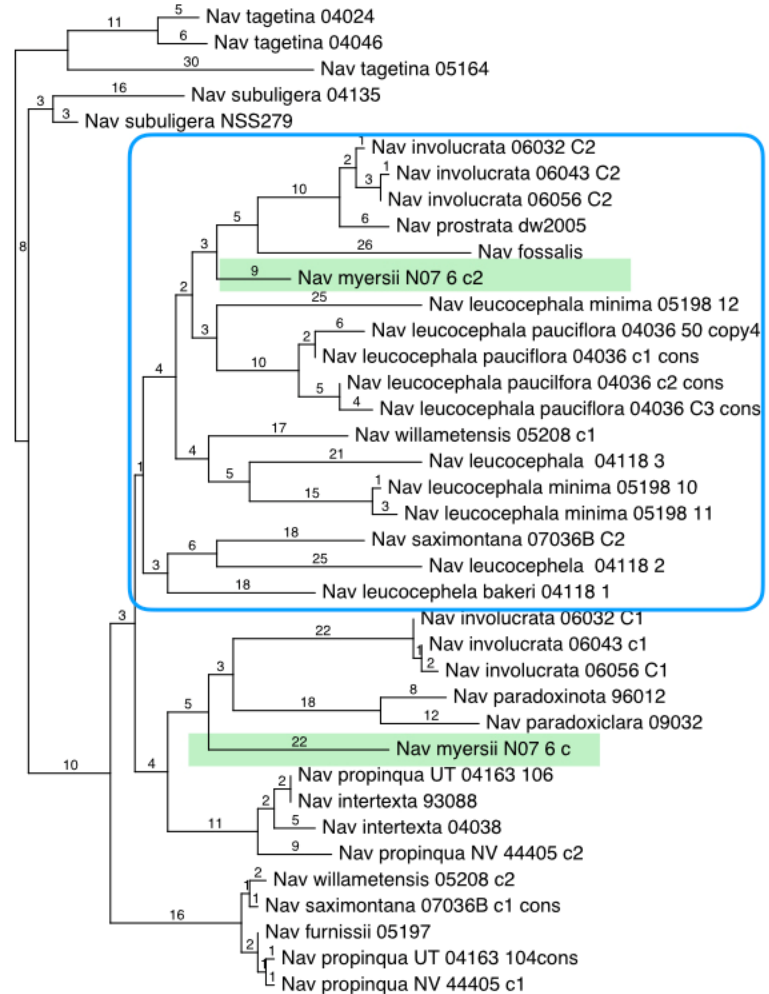 5
Nav tagetina 04024
11
6
Nav tagetina 04046
30
Nav tagetina 05164
16
Nav subuligera 04135
3
3
Nav subuligera NSS279
1
Nav involucrata 06032 C2
2
1
Nav involucrata 06043 C2
3
10
Nav involucrata 06056 C2
6
Nav prostrata dw2005
5
26
Nav fossalis
3
8
9
Nav myersii N07 6 c2
2
25
Nav leucocephala minima 05198 12
6
Nav leucocephala pauciflora 04036 50 copy4
3
2
Nav leucocephala pauciflora 04036 c1 cons
10
4
Nav leucocephala paucilfora 04036 c2 cons
5
4
Nav leucocephala pauciflora 04036 C3 cons
17
Nav willametensis 05208 c1
4
21
Nav leucocephala 04118 3
1
5
1
Nav leucocephala minima 05198 10
15
3
Nav leucocephala minima 05198 11
18
Nav saximontana 07036B C2
6
25
Nav leucocephela 04118 2
3
18
Nav leucocephela bakeri 04118 1
3
Nav involucrata 06032 C1
22
1
Nav involucrata 06043 c1
2
Nav involucrata 06056 C1
3
8
Nav paradoxinota 96012
5
18
12
Nav paradoxiclara 09032
22
Nav myersii N07 6 c
10
4
Nav propinqua UT 04163 106
2
2
Nav intertexta 93088
11
5
Nav intertexta 04038
9
Nav propinqua NV 44405 c2
2
Nav willametensis 05208 c2
1
1
Nav saximontana 07036B c1 cons
16
Nav furnissii 05197
2
1
Nav propinqua UT 04163 104cons
1
1
Nav propinqua NV 44405 c1